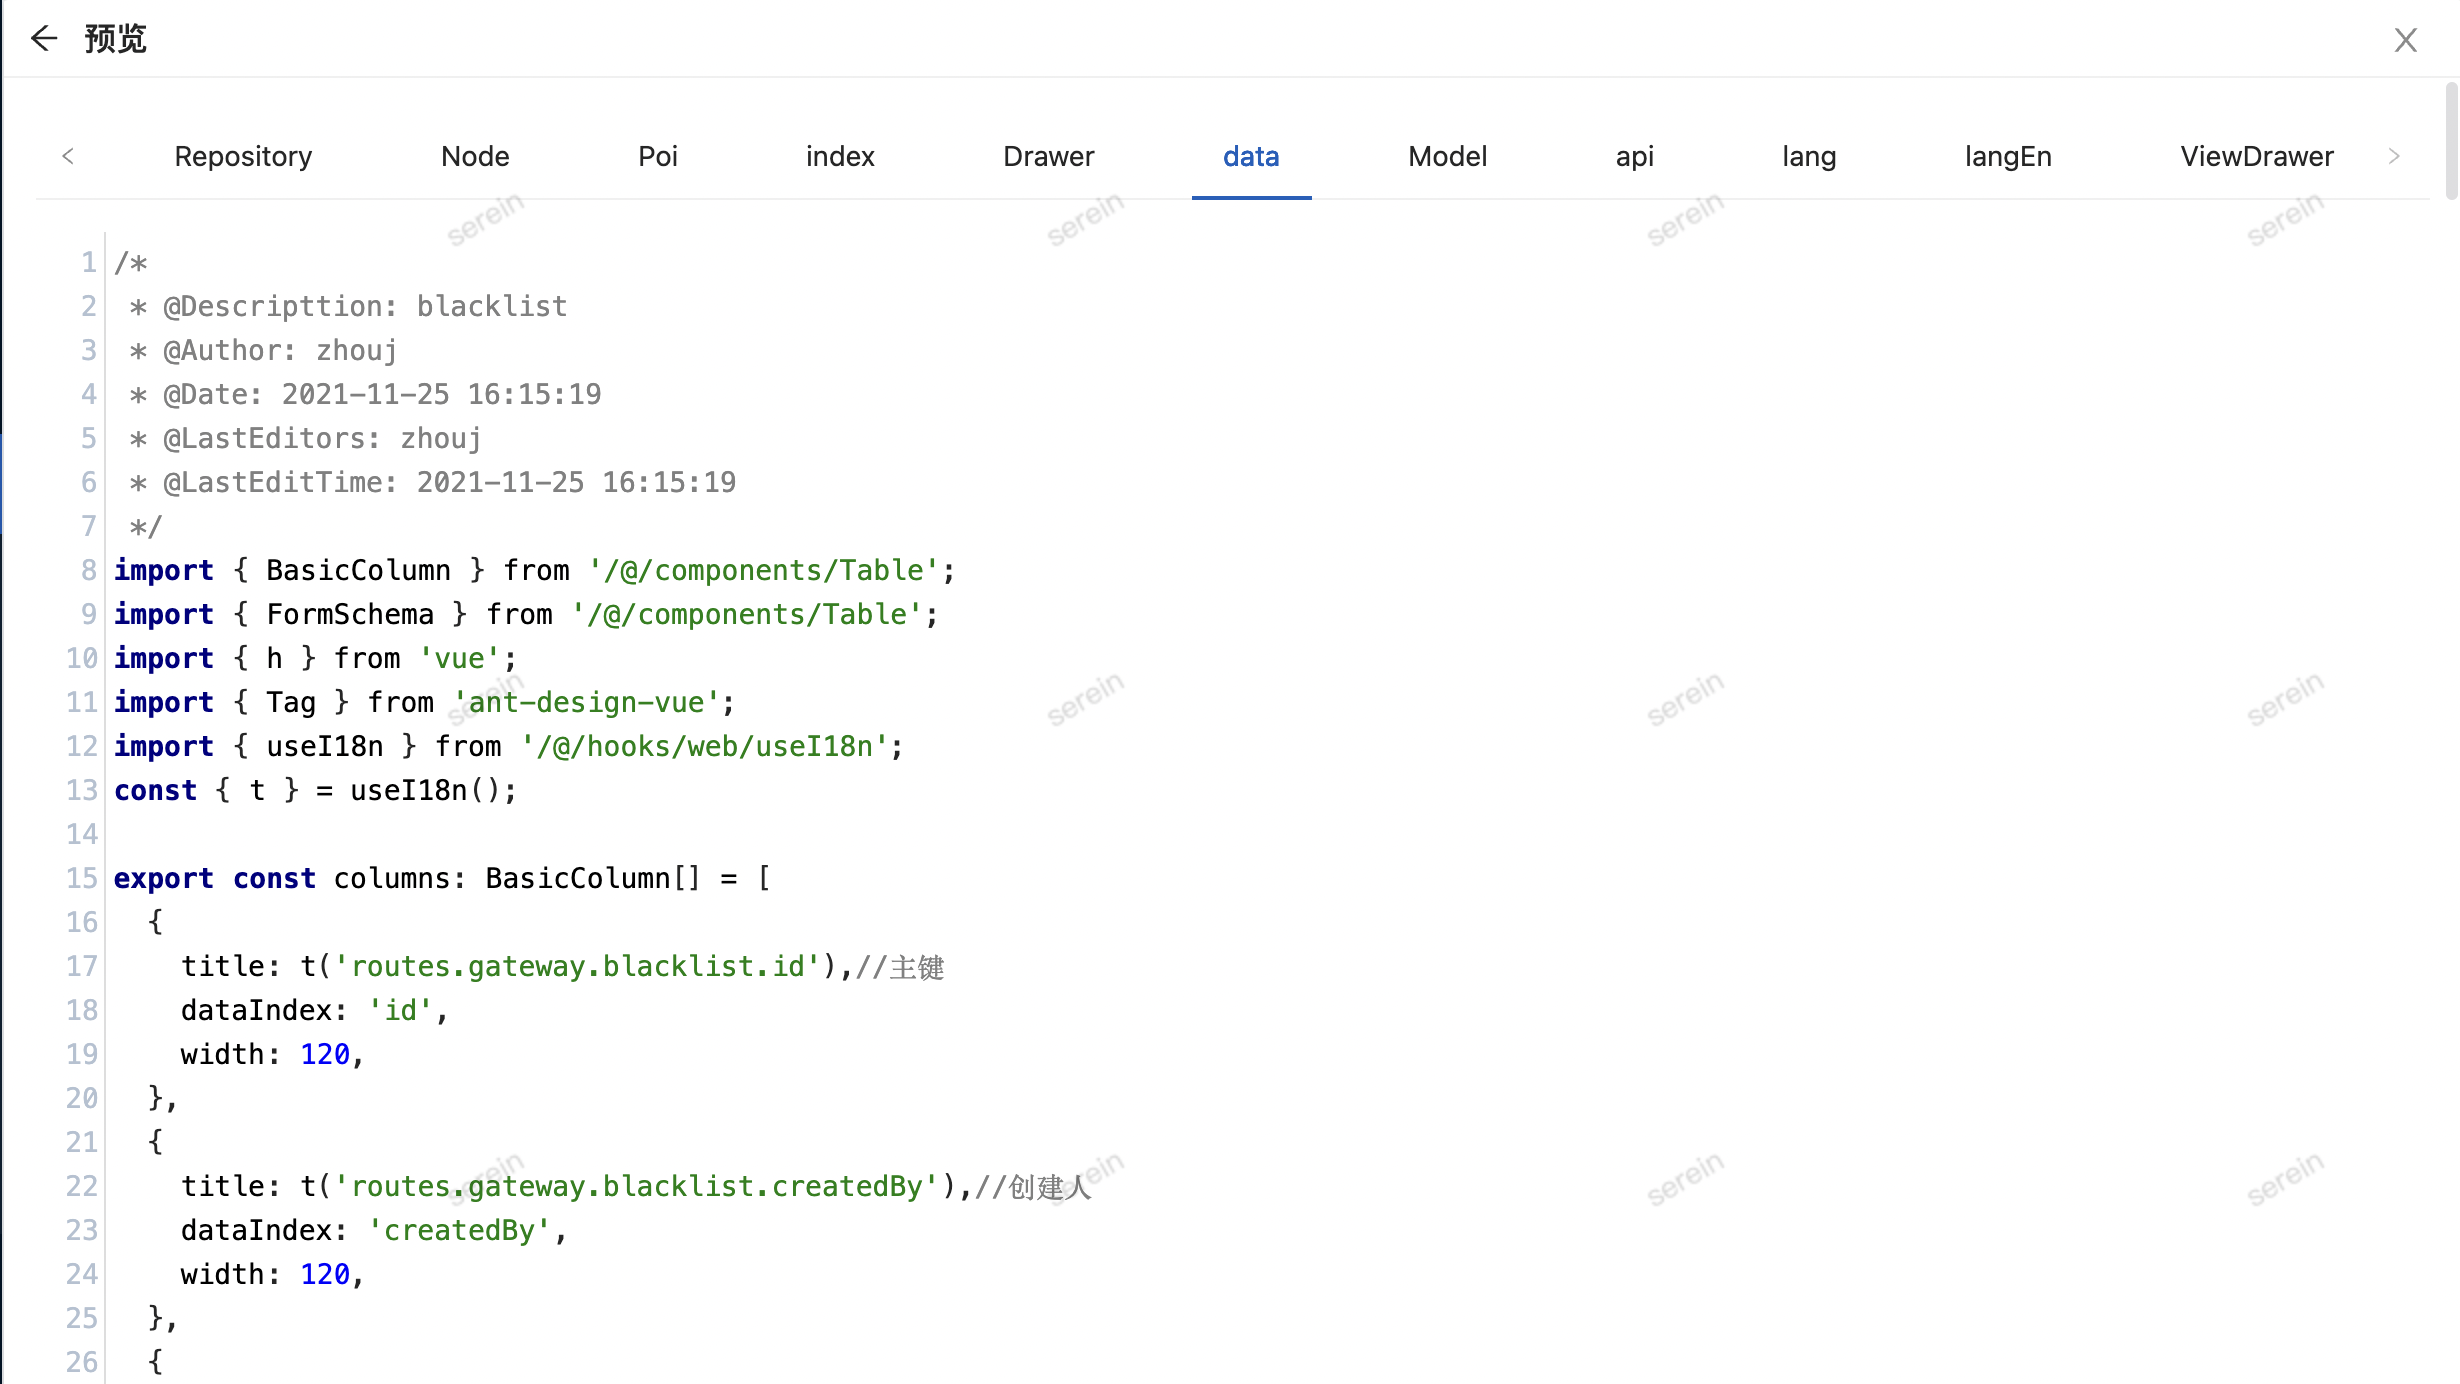 预览
Repository Node Poi index Drawer data Model api lang langEn ViewDrawer
serein serein serein serein
1 /*
2  * @Descripttion: blacklist
3  * @Author: zhouj
4  * @Date: 2021-11-25 16:15:19
5  * @LastEditors: zhouj
6  * @LastEditTime: 2021-11-25 16:15:19
7  */
8 import { BasicColumn } from '/@/components/Table';
9 import { FormSchema } from '/@/components/Table';
10 import { h } from 'vue';
11 import { Tag } from 'ant-design-vue';
serein serein serein serein
12 import { useI18n } from '/@/hooks/web/useI18n';
13 const { t } = useI18n();
14
15 export const columns: BasicColumn[] = [
16   {
17     title: t('routes.gateway.blacklist.id'),//主键
18     dataIndex: 'id',
19     width: 120,
20   },
21   {
22     title: t('routes.gateway.blacklist.createdBy'),//创建人
serein serein serein serein
23     dataIndex: 'createdBy',
24     width: 120,
25   },
26   {